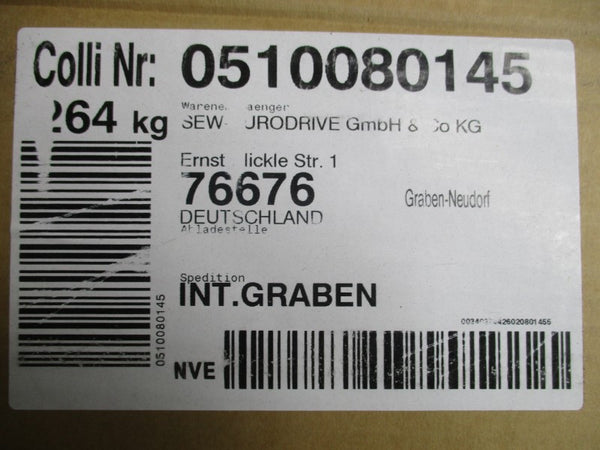 Colli Nr: 0510080145
264 kg
SEW- URODRIVE GmbH & Co KG
Ernst lickle Str. 1
76676 Graben-Neudorf
DEUTSCHLAND
Abladestelle
Spedition
INT.GRABEN
0510080145
NVE